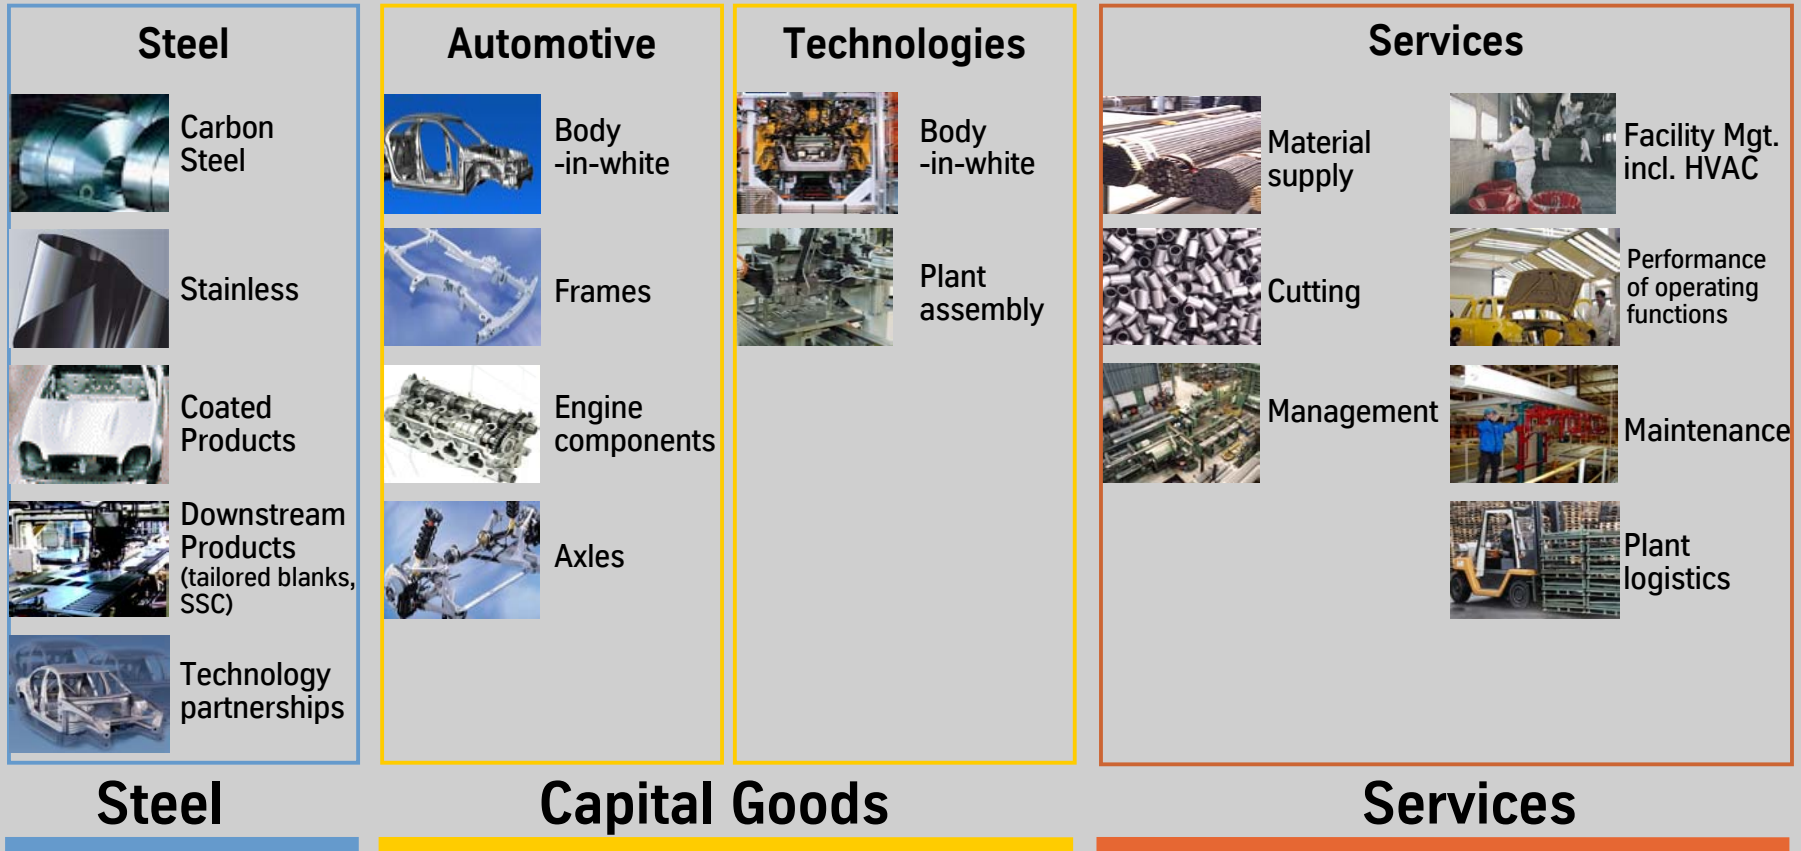 Steel
Carbon
Steel
Stainless
Coated
Products
Downstream
Products
(tailored blanks,
SSC)
Technology
partnerships
Automotive
Body
-in-white
Frames
Engine
components
Axles
Technologies
Body
-in-white
Plant
assembly
Services
Material
supply
Cutting
Management
Facility Mgt.
incl. HVAC
Performance
of operating
functions
Maintenance
Plant
logistics
Steel
Capital Goods
Services